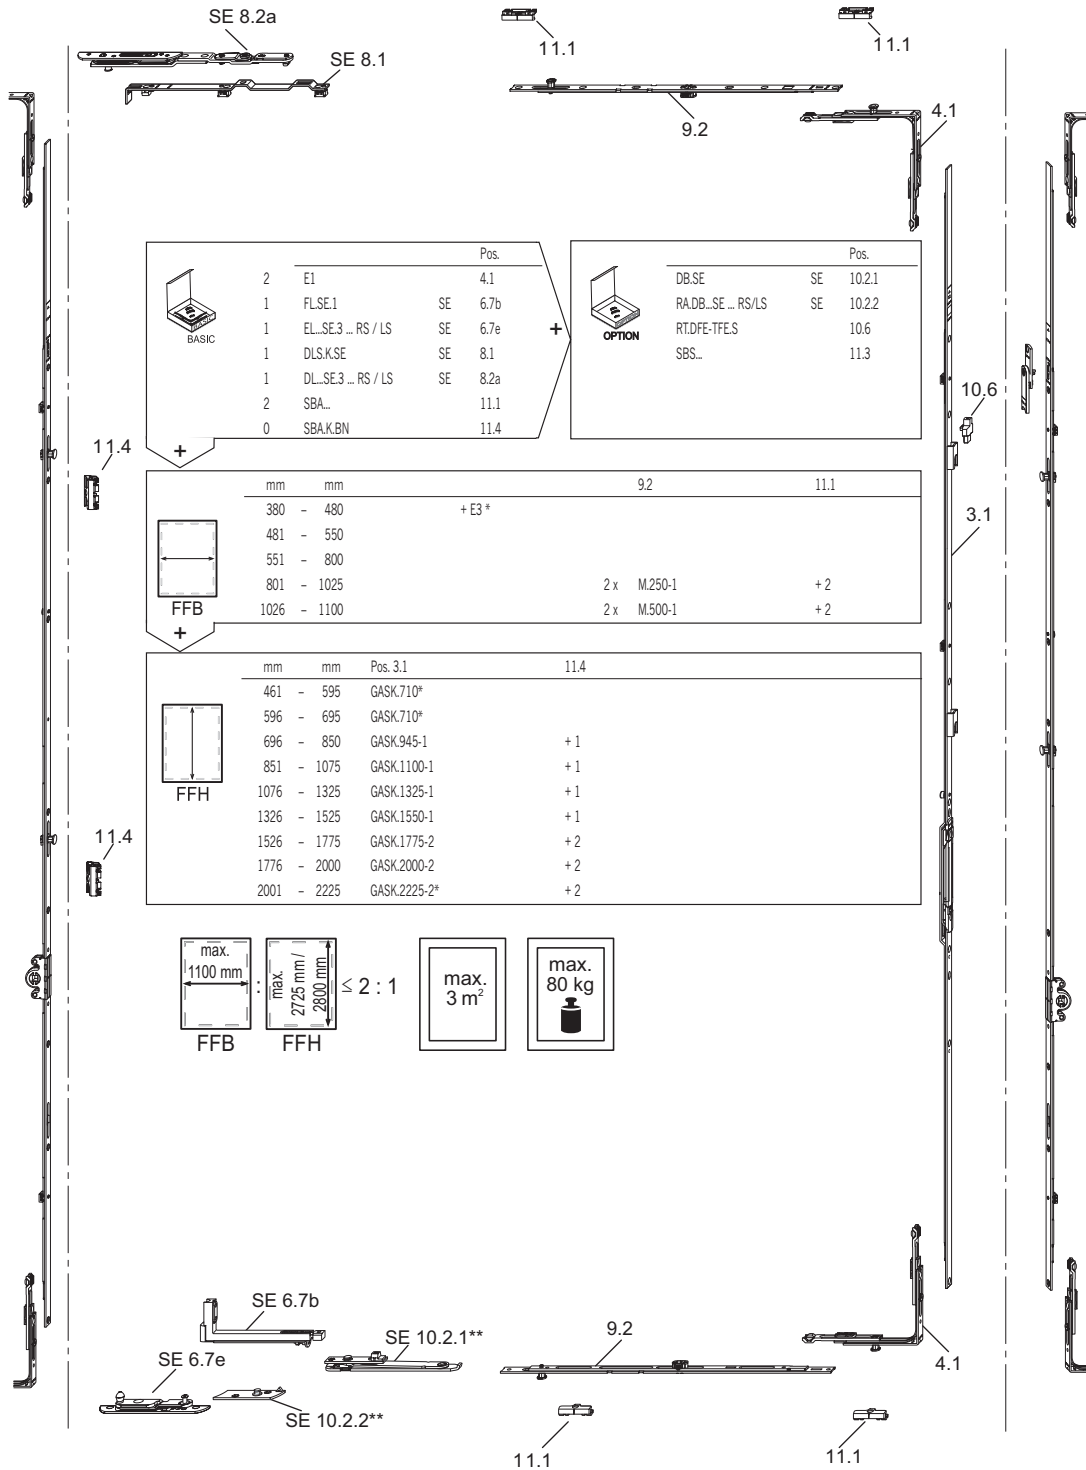 SE 8.2a
11.1
11.1
SE 8.1
9.2
4.1
Pos.
2 E1 4.1
1 FL.SE.1 SE 6.7b
1 EL...SE.3 ... RS / LS SE 6.7e
1 DLS.K.SE SE 8.1
1 DL...SE.3 ... RS / LS SE 8.2a
2 SBA... 11.1
0 SBA.K.BN 11.4
BASIC
+
Pos.
DB.SE SE 10.2.1
RA.DB...SE ... RS/LS SE 10.2.2
RT.DFE-TFE.S 10.6
SBS... 11.3
OPTION
10.6
11.4
+
3.1
mm mm 9.2 11.1
380 – 480 + E3 *
481 – 550
551 – 800
801 – 1025 2 x M.250-1 + 2
1026 – 1100 2 x M.500-1 + 2
FFB
+
mm mm Pos. 3.1 11.4
461 – 595 GASK.710*
596 – 695 GASK.710*
696 – 850 GASK.945-1 + 1
851 – 1075 GASK.1100-1 + 1
1076 – 1325 GASK.1325-1 + 1
1326 – 1525 GASK.1550-1 + 1
1526 – 1775 GASK.1775-2 + 2
1776 – 2000 GASK.2000-2 + 2
2001 – 2225 GASK.2225-2* + 2
FFH
11.4
max.
1100 mm
FFB
:
max.
2725 mm /
2800 mm
FFH
≤ 2 : 1
max.
3 m²
max.
80 kg
SE 6.7b
SE 10.2.1**
9.2
4.1
SE 6.7e
SE 10.2.2**
11.1
11.1